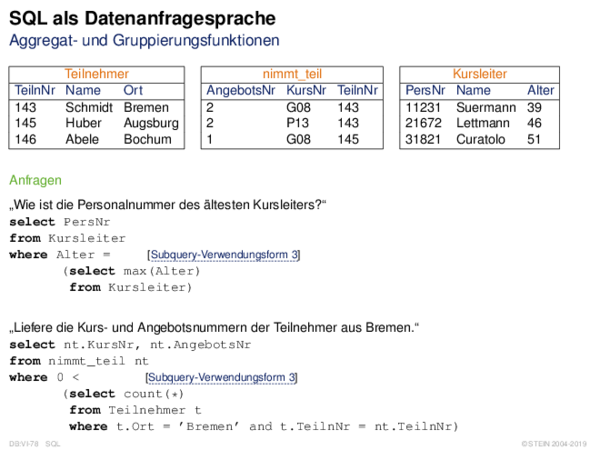 SQL als Datenanfragesprache
Aggregat- und Gruppierungsfunktionen
Teilnehmer
TeilnNr Name Ort
143 Schmidt Bremen
145 Huber Augsburg
146 Abele Bochum
nimmt_teil
AngebotsNr KursNr TeilnNr
2 G08 143
2 P13 143
1 G08 145
Kursleiter
PersNr Name Alter
11231 Suermann 39
21672 Lettmann 46
31821 Curatolo 51
Anfragen
„Wie ist die Personalnummer des ältesten Kursleiters?“
select PersNr
from Kursleiter
where Alter = [Subquery-Verwendungsform 3]
(select max(Alter)
from Kursleiter)
„Liefere die Kurs- und Angebotsnummern der Teilnehmer aus Bremen.“
select nt.KursNr, nt.AngebotsNr
from nimmt_teil nt
where 0 < [Subquery-Verwendungsform 3]
(select count(*)
from Teilnehmer t
where t.Ort = ’Bremen’ and t.TeilnNr = nt.TeilnNr)
DB:VI-78 SQL
© STEIN 2004-2019